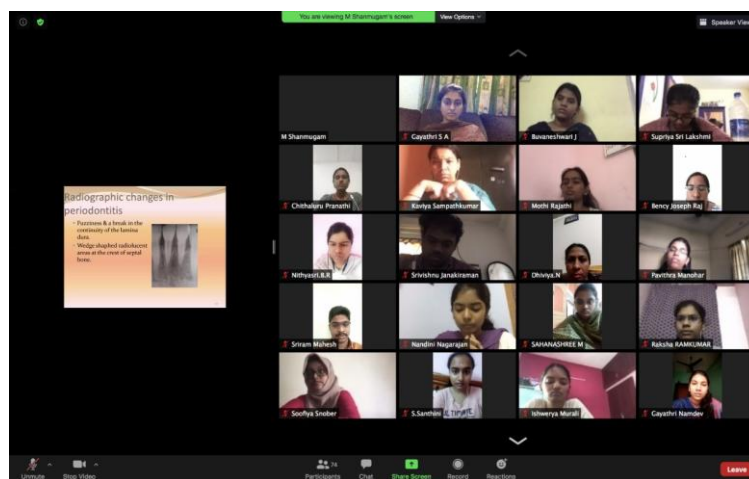 You are viewing M Shanmugam's screen
View Options
Speaker View
Radiographic changes in
periodontitis
Fuzziness & a break in the
continuity of the lamina
dura.
Wedge shaped radiolucent
areas at the crest of septal
bone.
M Shanmugam
Gayathri S A
Buvaneshwari J
Supriya Sri Lakshmi
Chithaluru Pranathi
Kaviya Sampathkumar
Mothi Rajathi
Bency Joseph Raj
Nithyasri.B.R
Srivishnu Janakiraman
Dhiviya.N
Pavithra Manohar
Sriram Mahesh
Nandini Nagarajan
SAHANASHREE M
Raksha RAMKUMAR
Soofiya Snober
S.Santhini
Ishwerya Murali
Gayathri Namdev
Unmute
Stop Video
74
Participants
Chat
Share Screen
Record
Reactions
Leave